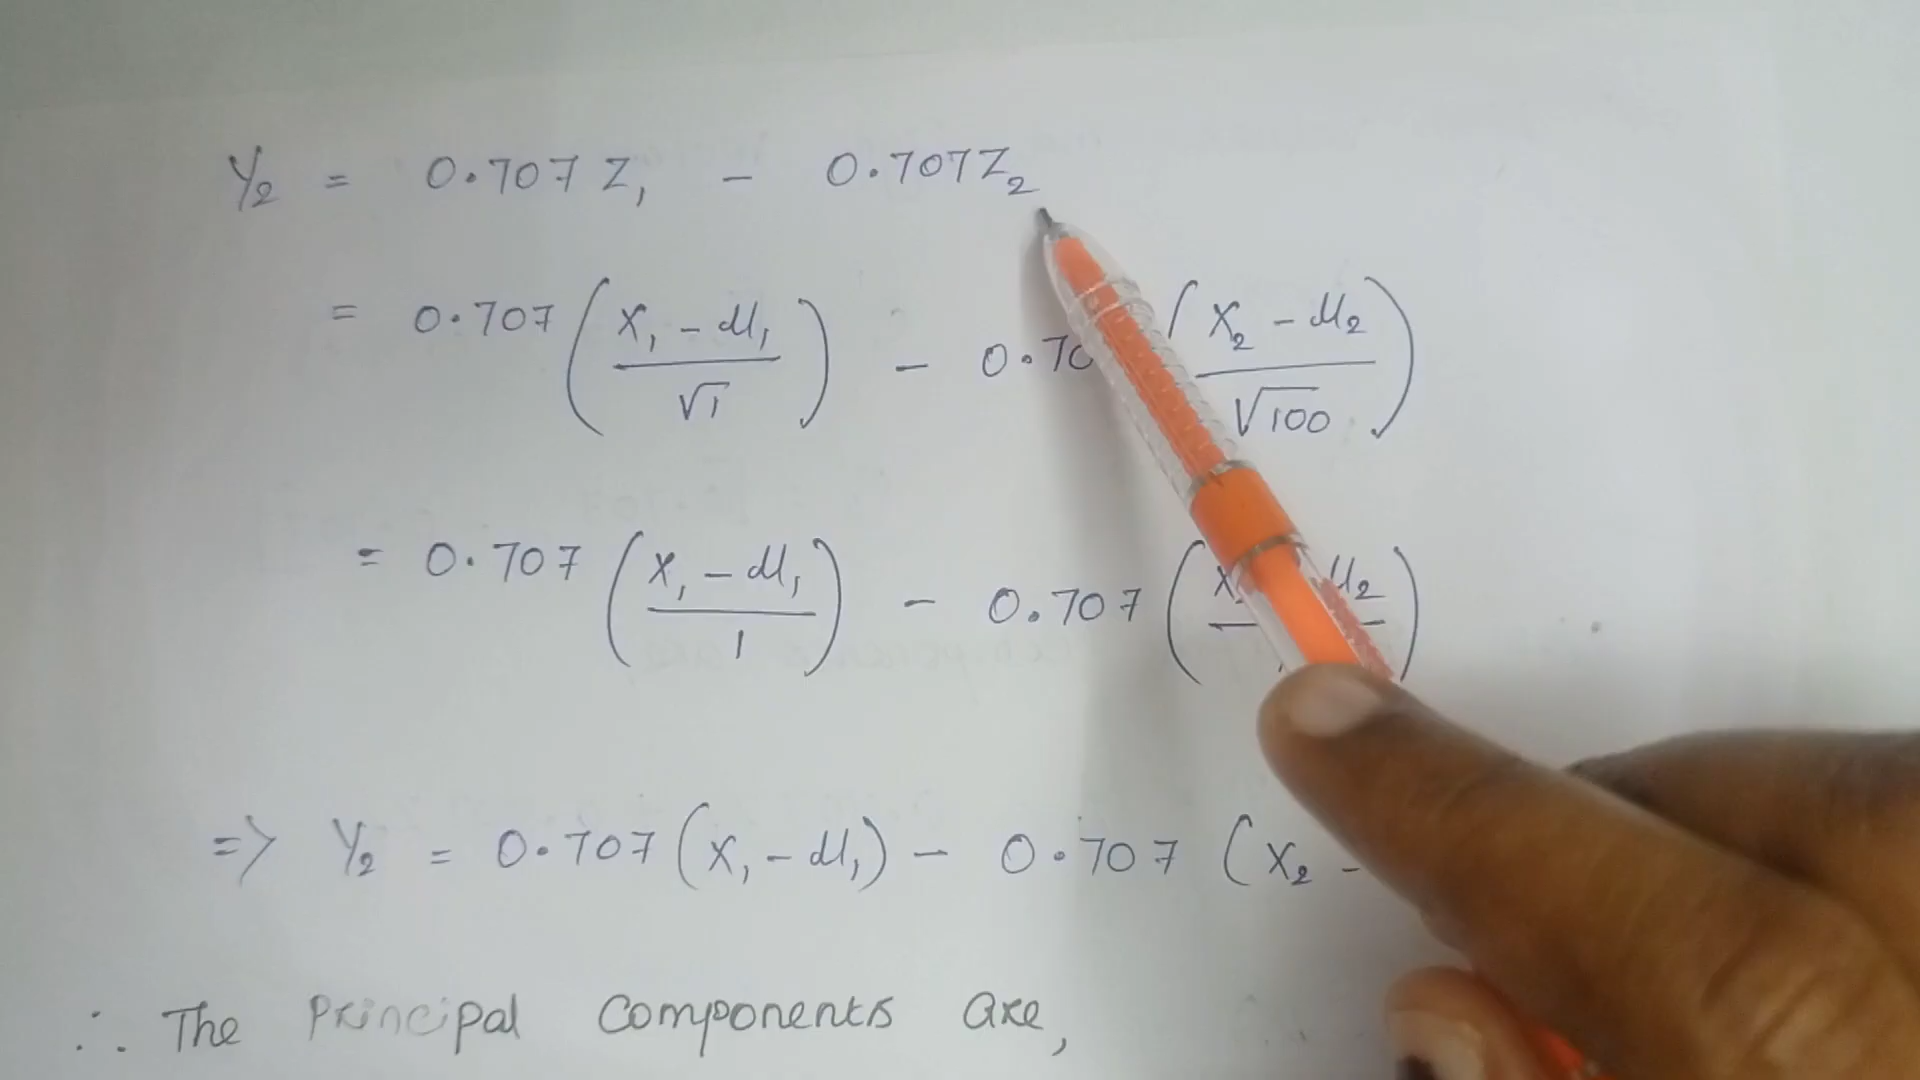 Y₂ = 0.707 Z₁ - 0.707Z₂
= 0.707 (X₁ - μ₁ / √1) - 0.70 (X₂ - μ₂ / √100)
= 0.707 (X₁ - μ₁ / 1) - 0.707 (X μ₂)
=> Y₂ = 0.707 (X₁ - μ₁) - 0.707 (X₂ -
∴ The Principal components are,